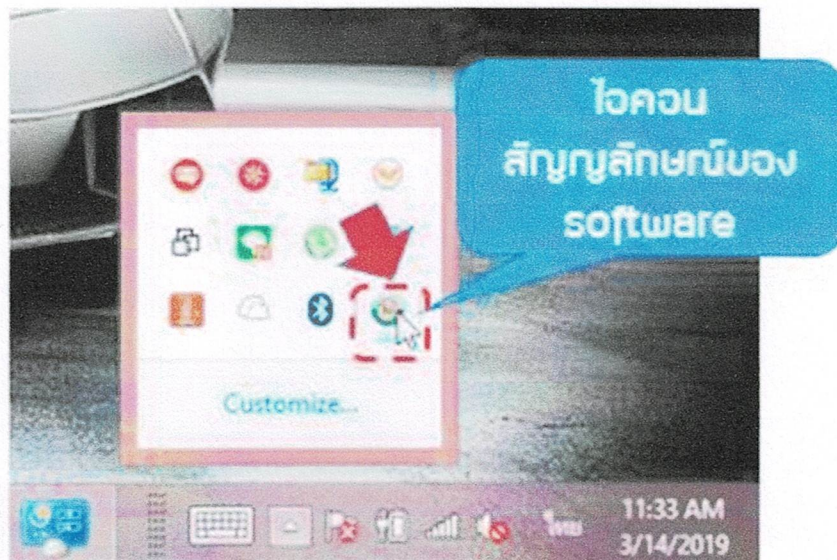 ไอคอน
สัญญลักษณ์ของ
software
Customize...
ไทย
11:33 AM
3/14/2019